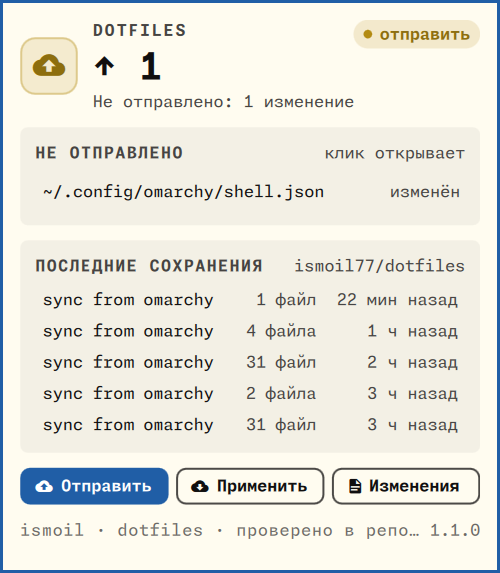 DOTFILES
отправить
↑ 1
Не отправлено: 1 изменение
НЕ ОТПРАВЛЕНО клик открывает
~/.config/omarchy/shell.json изменён
ПОСЛЕДНИЕ СОХРАНЕНИЯ ismoil77/dotfiles
sync from omarchy 1 файл 22 мин назад
sync from omarchy 4 файла 1 ч назад
sync from omarchy 31 файл 2 ч назад
sync from omarchy 2 файла 3 ч назад
sync from omarchy 31 файл 3 ч назад
Отправить Применить Изменения
ismoil · dotfiles · проверено в репо… 1.1.0